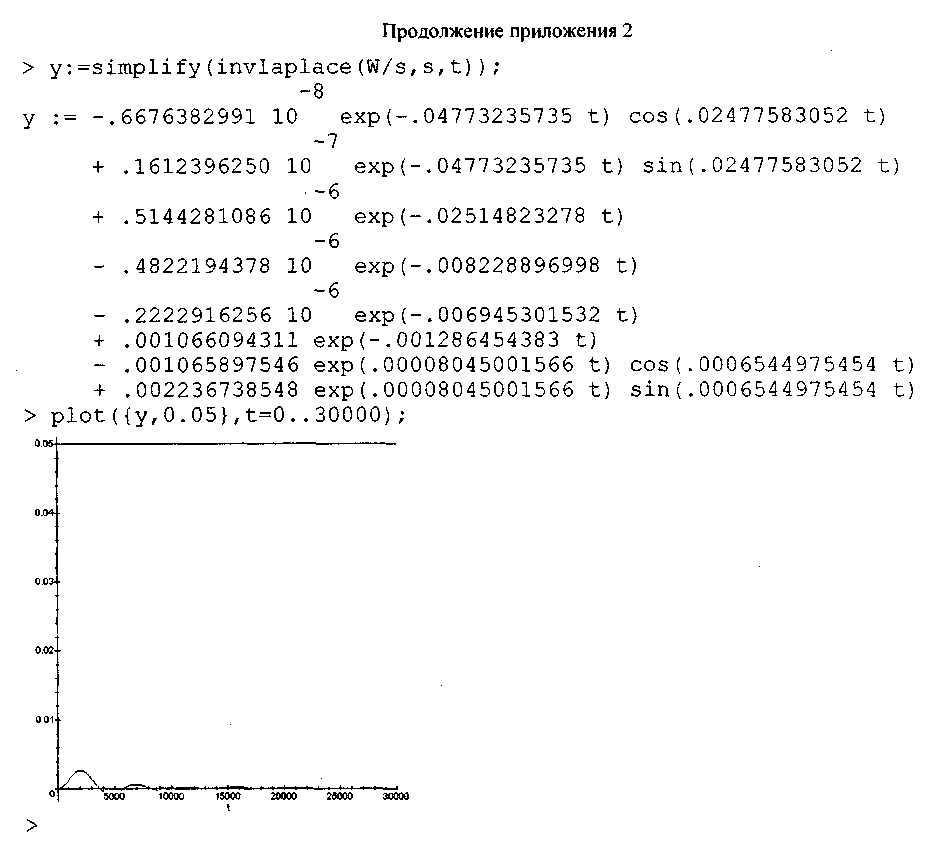 Продолжение приложения 2
> y:=simplify(invlaplace(W/s,s,t));
-8
y := -.6676382991 10 exp(-.04773235735 t) cos(.02477583052 t)
-7
+ .1612396250 10 exp(-.04773235735 t) sin(.02477583052 t)
-6
+ .5144281086 10 exp(-.02514823278 t)
-6
- .4822194378 10 exp(-.008228896998 t)
-6
- .2222916256 10 exp(-.006945301532 t)
+ .001066094311 exp(-.001286454383 t)
- .001065897546 exp(.00008045001566 t) cos(.0006544975454 t)
+ .002236738548 exp(.00008045001566 t) sin(.0006544975454 t)
> plot({y,0.05},t=0..30000);
0.05
0.04
0.03
0.02
0.01
0 5000 10000 15000 20000 25000 30000
t
>